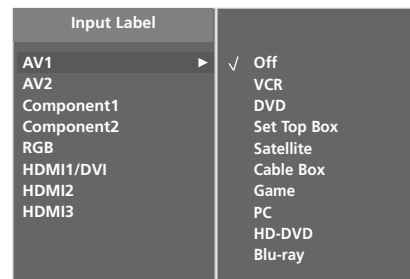 Input Label
AV1 ►
AV2
Component1
Component2
RGB
HDMI1/DVI
HDMI2
HDMI3
√ Off
VCR
DVD
Set Top Box
Satellite
Cable Box
Game
PC
HD-DVD
Blu-ray